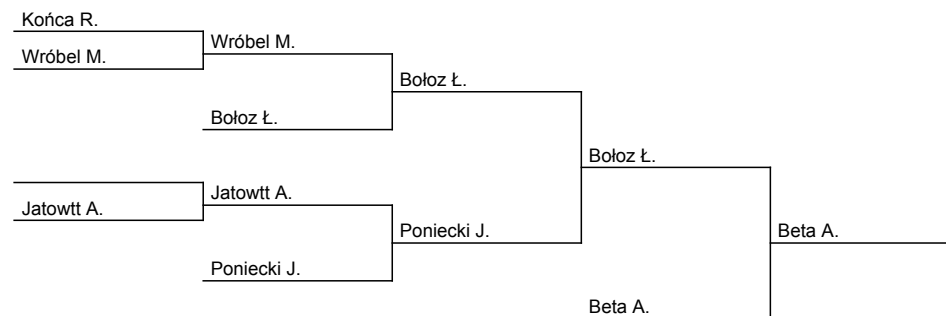 Końca R.
Wróbel M.
Wróbel M.
Bołoz Ł.
Bołoz Ł.
Bołoz Ł.
Jatowtt A.
Jatowtt A.
Poniecki J.
Beta A.
Poniecki J.
Beta A.